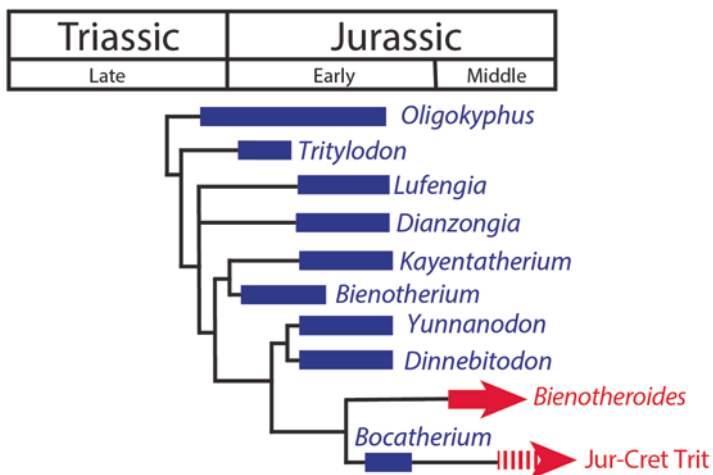 Triassic Jurassic
Late Early Middle
Oligokyphus
Tritylodon
Lufengia
Dianzongia
Kayentatherium
Bienotherium
Yunnanodon
Dinnebitodon
Bienotheroides
Bocatherium
Jur-Cret Trit